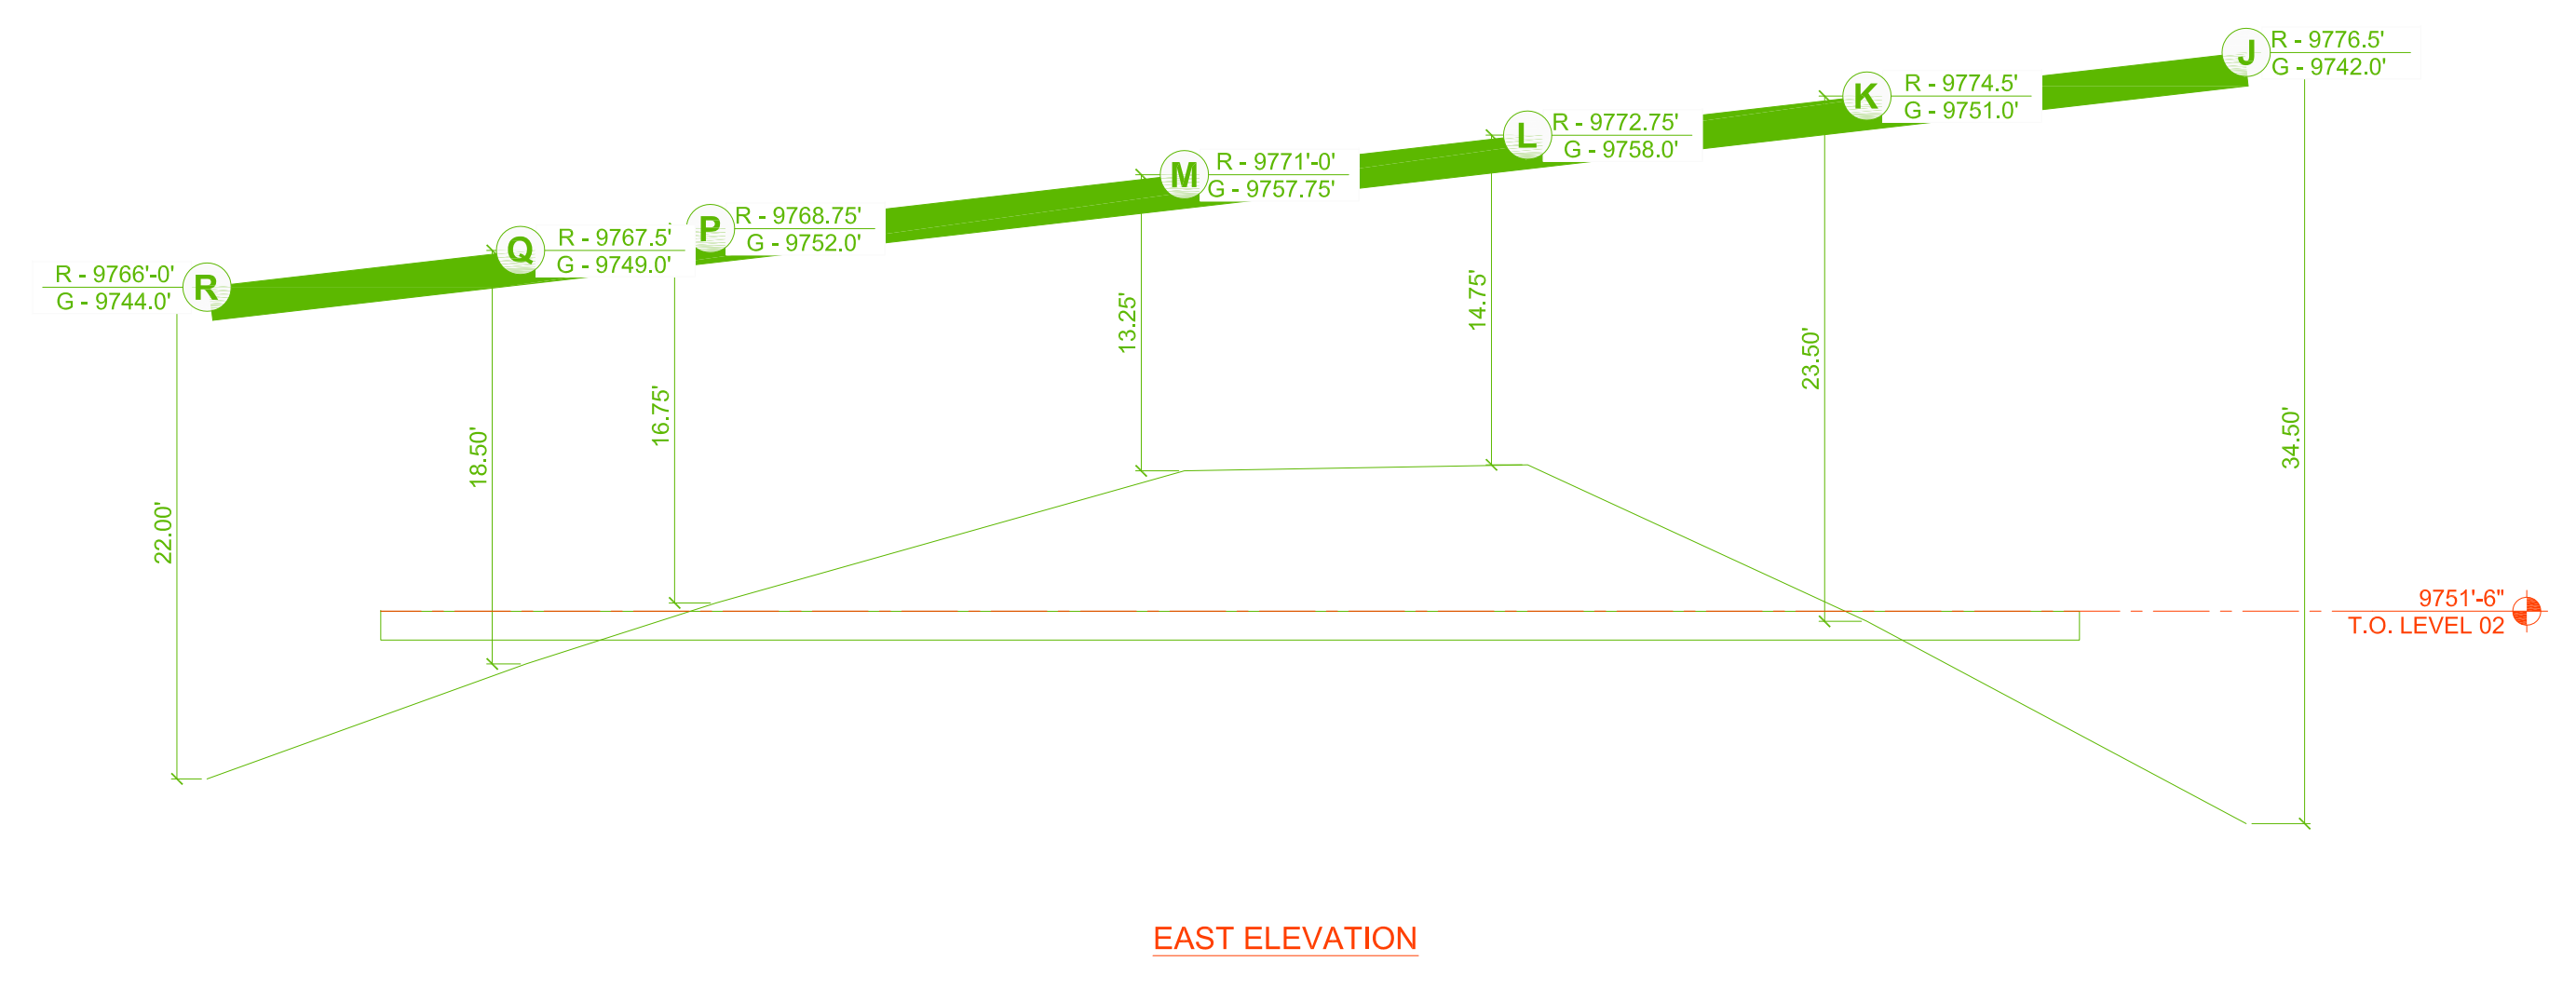 R - 9776.5'
J
G - 9742.0'
R - 9774.5'
K
G - 9751.0'
R - 9772.75'
L
G - 9758.0'
R - 9771'-0'
M
G - 9757.75'
R - 9768.75'
P
G - 9752.0'
R - 9767.5'
Q
G - 9749.0'
R - 9766'-0'
R
G - 9744.0'
22.00'
18.50'
16.75'
13.25'
14.75'
23.50'
34.50'
9751'-6"
T.O. LEVEL 02
EAST ELEVATION